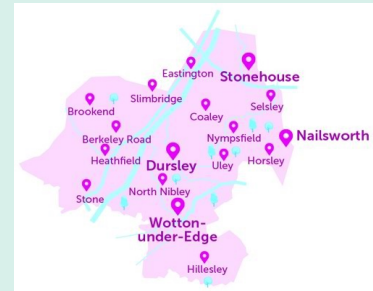 Eastington
Stonehouse
Slimbridge
Selsley
Brookend
Coaley
Berkeley Road
Nympsfield
Nailsworth
Heathfield
Dursley
Uley
Horsley
Stone
North Nibley
Wotton-
under-Edge
Hillesley